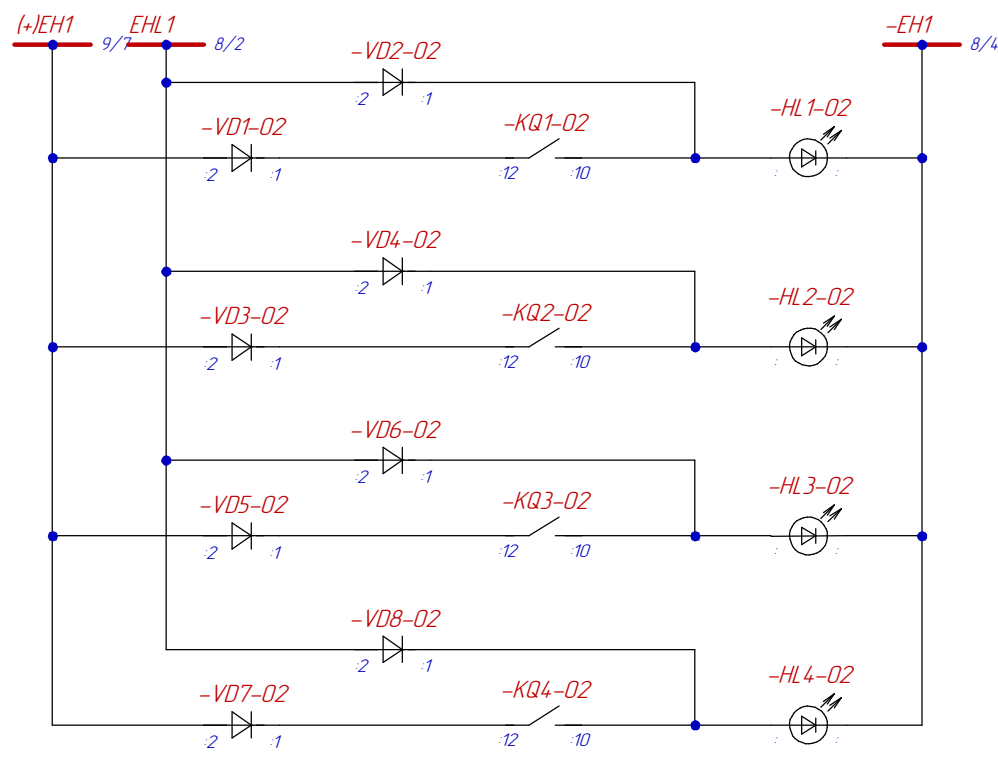 (+)EH1 EHL1 -EH1
9/7 8/2 8/4
-VD2-02
:2 :1
-HL1-02
-VD1-02 -KQ1-02
:2 :1 :12 :10 : :
-VD4-02
:2 :1
-HL2-02
-VD3-02 -KQ2-02
:2 :1 :12 :10 : :
-VD6-02
:2 :1
-HL3-02
-VD5-02 -KQ3-02
:2 :1 :12 :10 : :
-VD8-02
:2 :1
-HL4-02
-VD7-02 -KQ4-02
:2 :1 :12 :10 : :